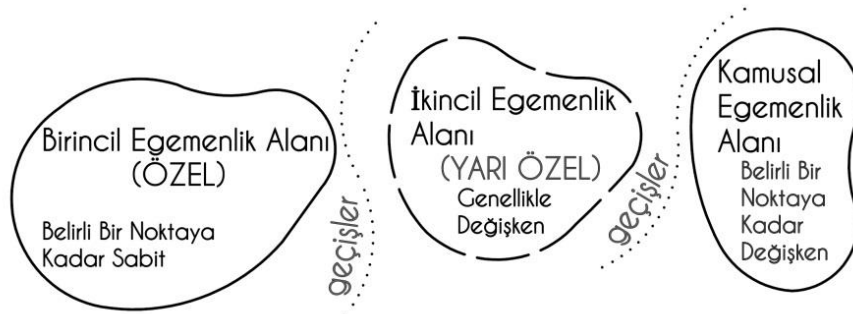 Birincil Egemenlik Alanı
(ÖZEL)
Belirli Bir Noktaya
Kadar Sabit
geçişler
İkincil Egemenlik
Alanı
(YARI ÖZEL)
Genellikle
Değişken
geçişler
Kamusal
Egemenlik
Alanı
Belirli Bir
Noktaya
Kadar
Değişken